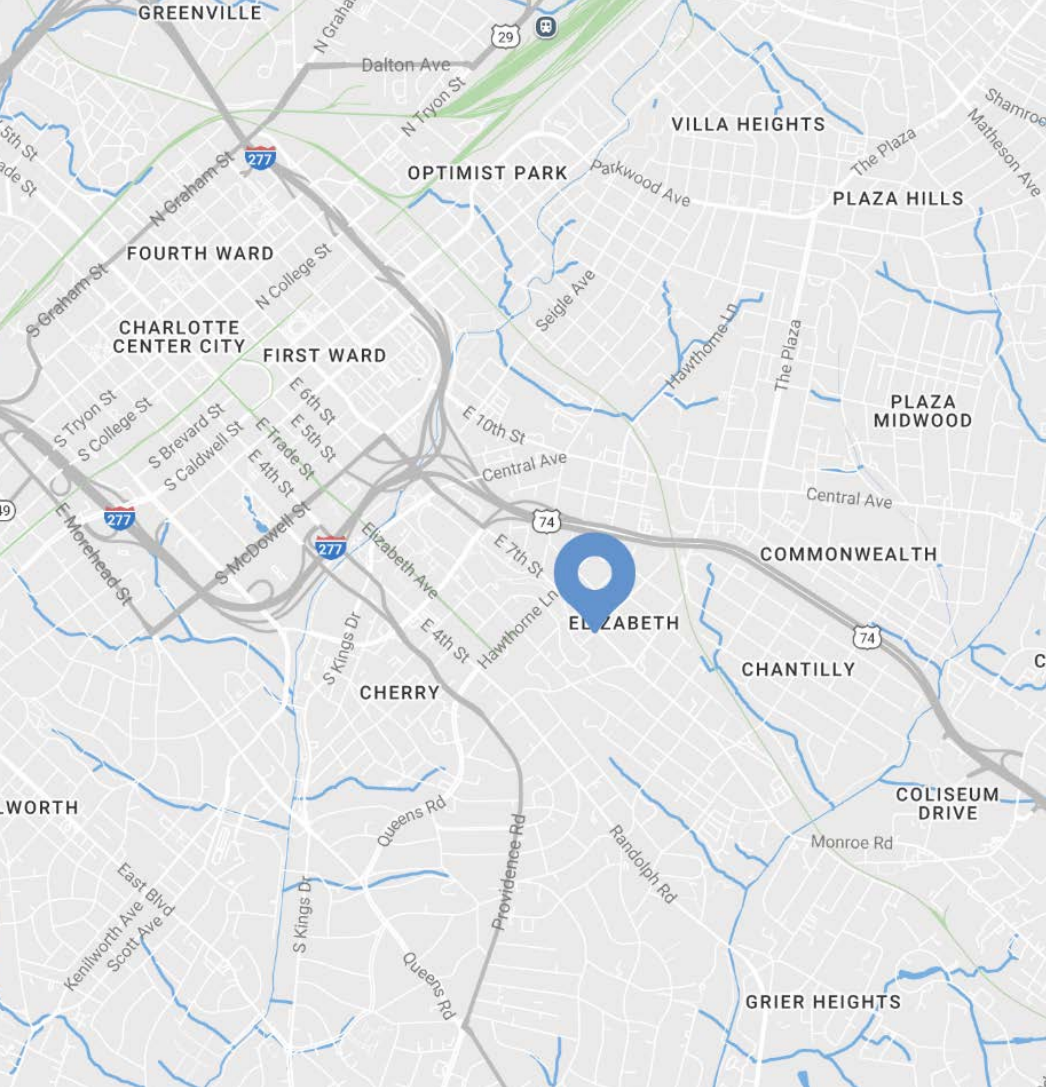 GREENVILLE
N Graha
29
Dalton Ave
N Tryon St
VILLA HEIGHTS
Shamroc
Matheson Ave
The Plaza
5th St
ade St
277
OPTIMIST PARK
Parkwood Ave
PLAZA HILLS
N Graham St
FOURTH WARD
N College St
S Graham St
Seigle Ave
CHARLOTTE
CENTER CITY
FIRST WARD
Hawthorne Ln
The Plaza
E 6th St
E 5th St
S Tryon St
S College St
S Brevard St
S Caldwell St
E Trade St
E 4th St
E 10th St
PLAZA
MIDWOOD
Central Ave
Central Ave
49
277
E Morehead St
S McDowell St
277
Elizabeth Ave
74
E 7th St
COMMONWEALTH
Hawthorne Ln
ELIZABETH
74
S Kings Dr
E 4th St
CHANTILLY
C
CHERRY
LWORTH
Queens Rd
COLISEUM
DRIVE
Monroe Rd
Providence Rd
Randolph Rd
East Blvd
Kenilworth Ave
Scott Ave
S Kings Dr
Queens Rd
GRIER HEIGHTS